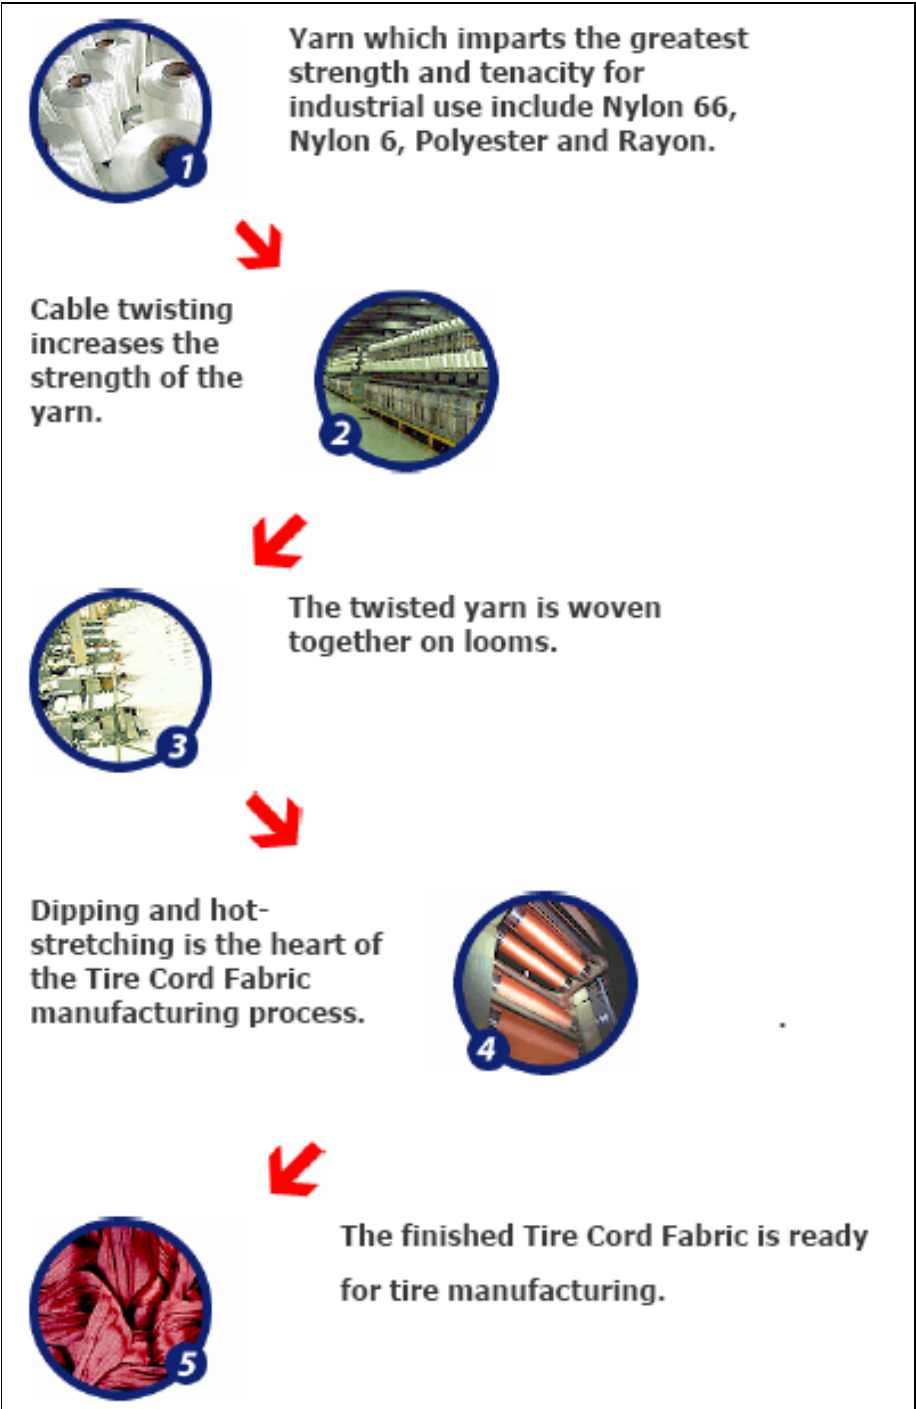 Yarn which imparts the greatest
strength and tenacity for
industrial use include Nylon 66,
Nylon 6, Polyester and Rayon.
1
Cable twisting
increases the
strength of the
yarn.
2
The twisted yarn is woven
together on looms.
3
Dipping and hot-
stretching is the heart of
the Tire Cord Fabric
manufacturing process.
4
.
The finished Tire Cord Fabric is ready
for tire manufacturing.
5